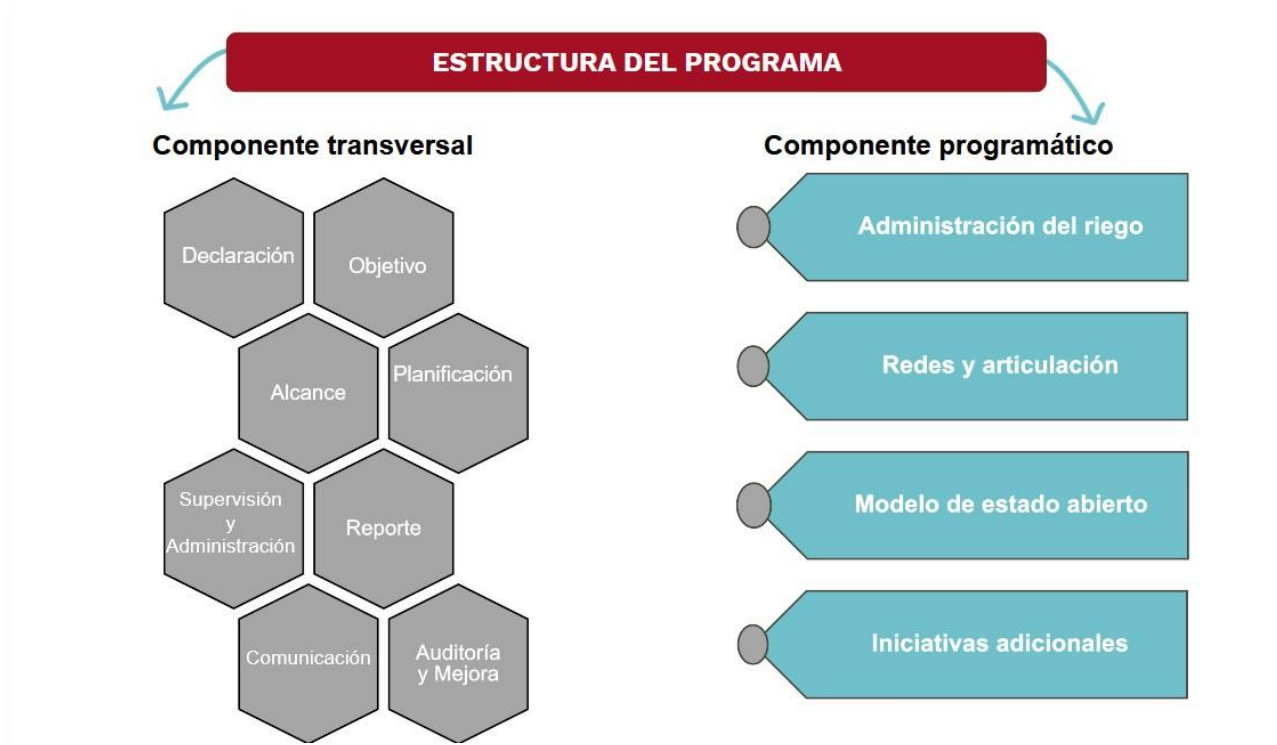 ESTRUCTURA DEL PROGRAMA
Componente transversal
Declaración
Objetivo
Alcance
Planificación
Supervisión
y
Administración
Reporte
Comunicación
Auditoría
y Mejora
Componente programático
Administración del riego
Redes y articulación
Modelo de estado abierto
Iniciativas adicionales